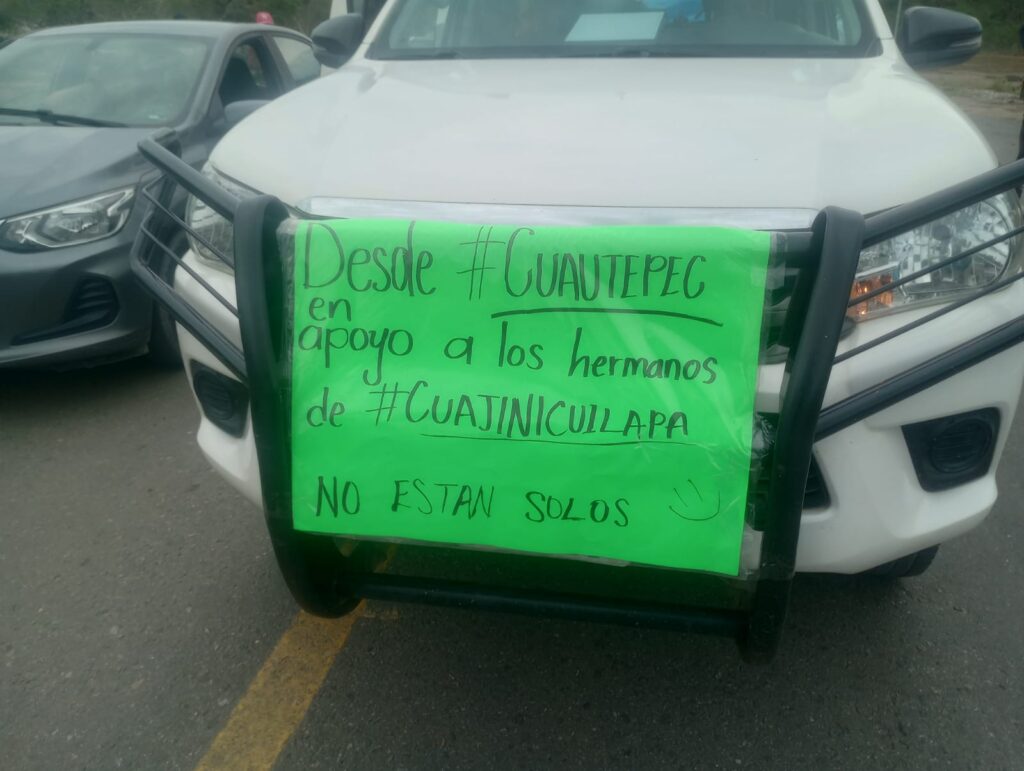 Desde #CUAUTEPEC
en
apoyo a los hermanos
de #CUAJINICUILAPA
NO ESTAN SOLOS